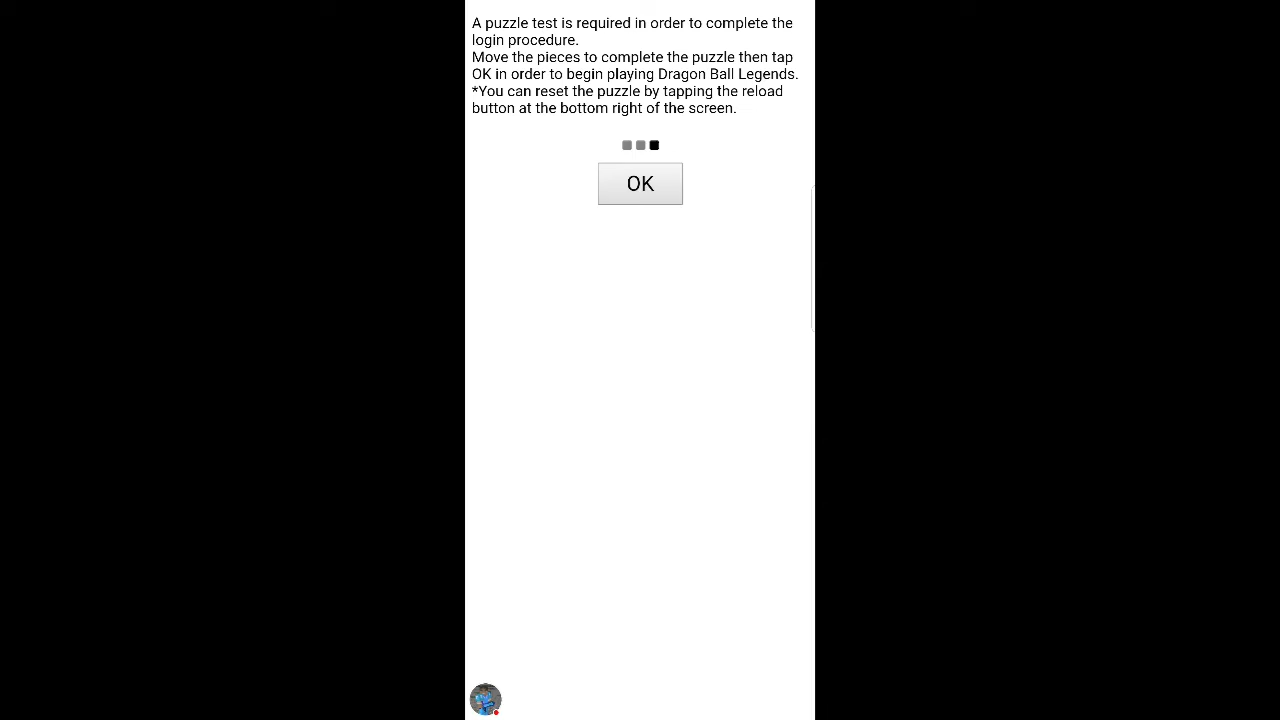 A puzzle test is required in order to complete the
login procedure.
Move the pieces to complete the puzzle then tap
OK in order to begin playing Dragon Ball Legends.
*You can reset the puzzle by tapping the reload
button at the bottom right of the screen.
OK